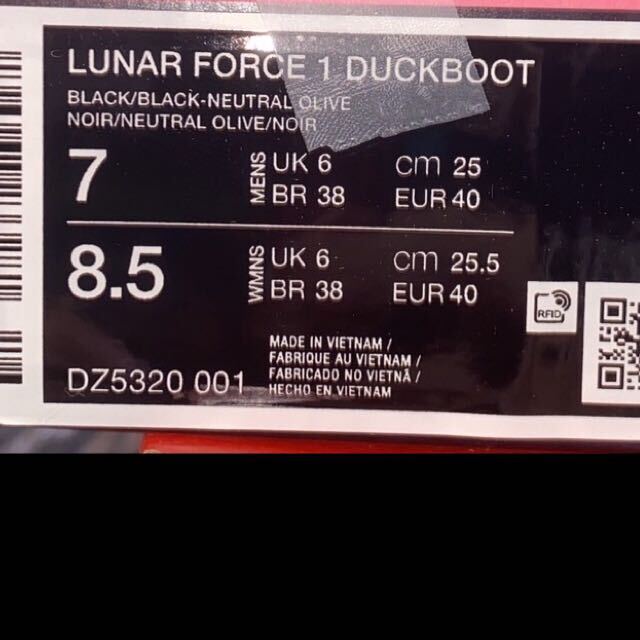 LUNAR FORCE 1 DUCKBOOT
BLACK/BLACK-NEUTRAL OLIVE
NOIR/NEUTRAL OLIVE/NOIR
7 MENS UK 6 cm 25
BR 38 EUR 40
8.5 WMNS UK 6 cm 25.5
BR 38 EUR 40
RFID
MADE IN VIETNAM /
FABRIQUE AU VIETNAM /
FABRICADO NO VIETNÃ /
HECHO EN VIETNAM
DZ5320 001